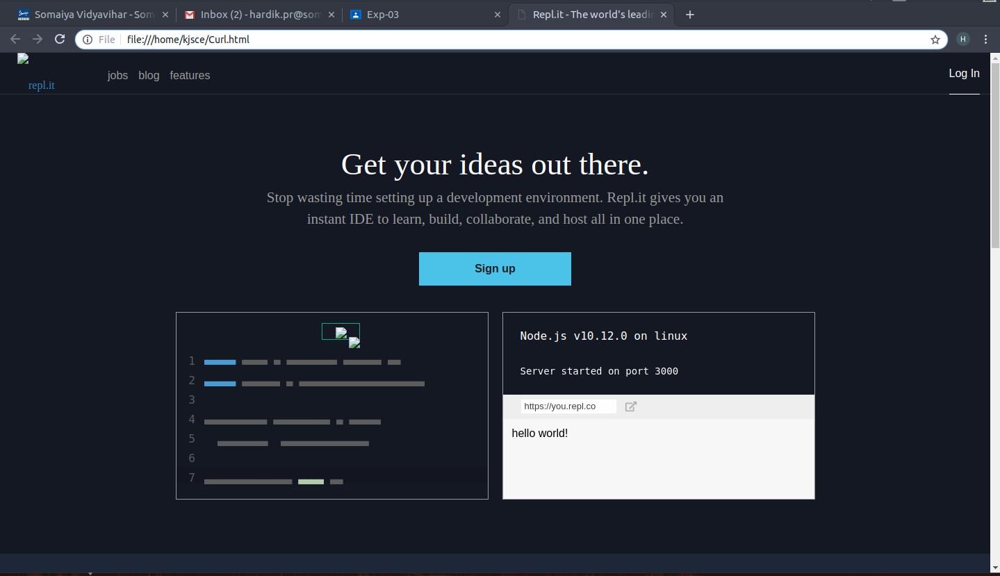 Somaiya Vidyavihar - Som
Inbox (2) - hardik.pr@som
Exp-03
Repl.it - The world's leadin
File
file:///home/kjsce/Curl.html
H
repl.it
jobs
blog
features
Log In
Get your ideas out there.
Stop wasting time setting up a development environment. Repl.it gives you an
instant IDE to learn, build, collaborate, and host all in one place.
Sign up
1
2
3
4
5
6
7
Node.js v10.12.0 on linux
Server started on port 3000
https://you.repl.co
hello world!